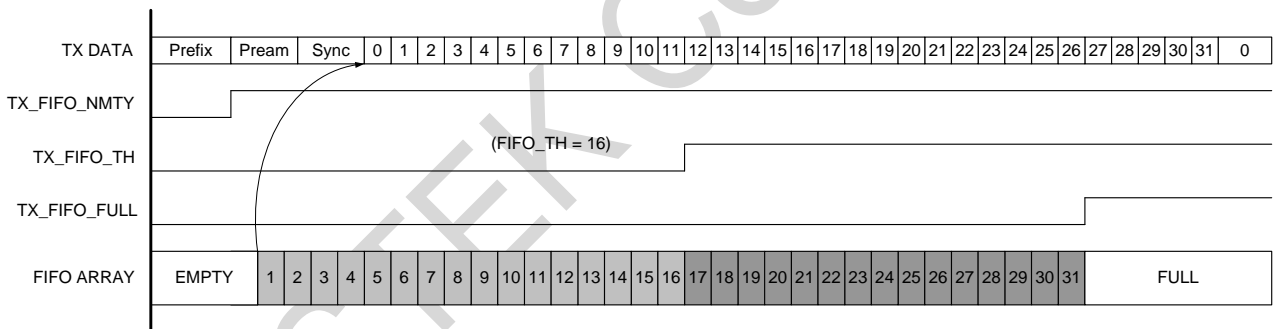 TX DATA Prefix Pream Sync 0 1 2 3 4 5 6 7 8 9 10 11 12 13 14 15 16 17 18 19 20 21 22 23 24 25 26 27 28 29 30 31 0
TX_FIFO_NMTY
(FIFO_TH = 16)
TX_FIFO_TH
TX_FIFO_FULL
FIFO ARRAY EMPTY 1 2 3 4 5 6 7 8 9 10 11 12 13 14 15 16 17 18 19 20 21 22 23 24 25 26 27 28 29 30 31 FULL